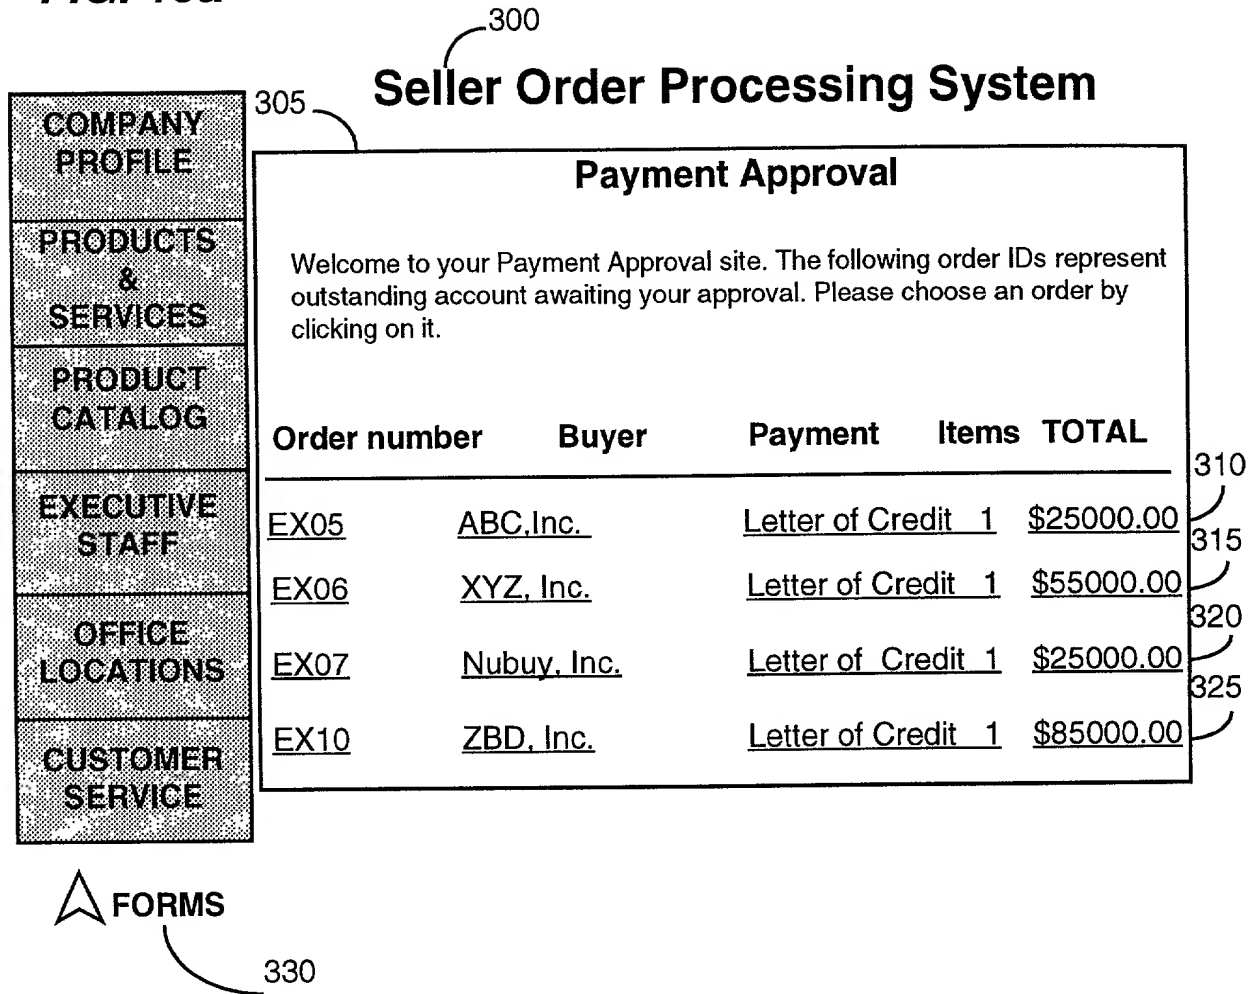 300
Seller Order Processing System
305
COMPANY
PROFILE
PRODUCTS
&
SERVICES
PRODUCT
CATALOG
EXECUTIVE
STAFF
OFFICE
LOCATIONS
CUSTOMER
SERVICE
Payment Approval
Welcome to your Payment Approval site. The following order IDs represent
outstanding account awaiting your approval. Please choose an order by
clicking on it.
Order number Buyer Payment Items TOTAL
310
EX05 ABC,Inc. Letter of Credit 1 $25000.00
315
EX06 XYZ, Inc. Letter of Credit 1 $55000.00
320
EX07 Nubuy, Inc. Letter of Credit 1 $25000.00
325
EX10 ZBD, Inc. Letter of Credit 1 $85000.00
FORMS
330